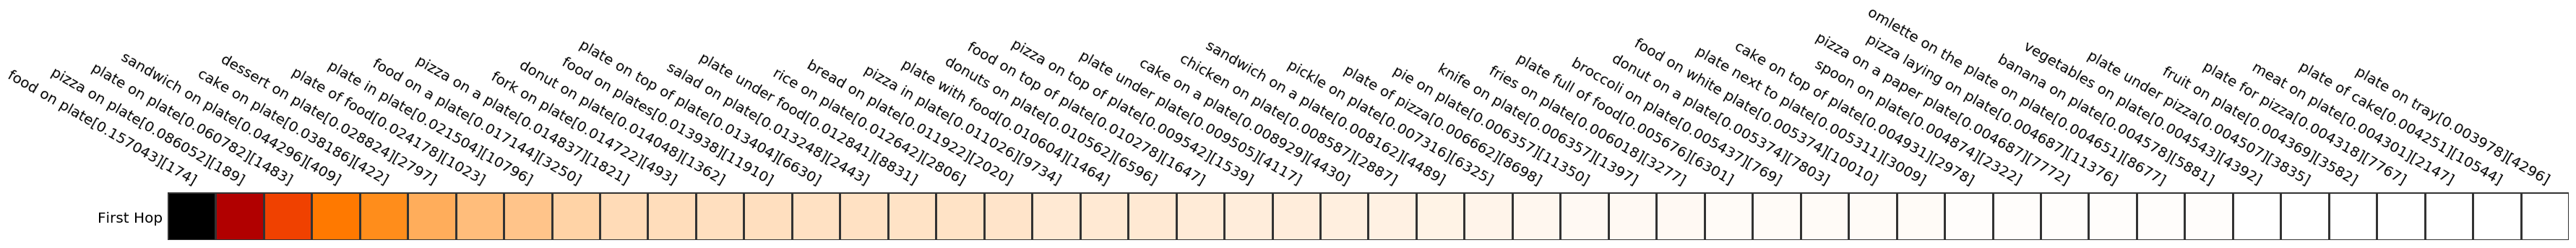 food on plate[0.157043][174]
pizza on plate[0.086052][189]
plate on plate[0.060782][1483]
sandwich on plate[0.044296][409]
cake on plate[0.038186][422]
dessert on plate[0.028824][2797]
plate of food[0.024178][1023]
plate in plate[0.021504][10796]
food on a plate[0.017144][3250]
pizza on a plate[0.014837][1821]
fork on plate[0.014722][493]
donut on plate[0.014048][1362]
food on plates[0.013938][1190]
plate on top of plate[0.013404][6630]
salad on plate[0.013248][2443]
plate under food[0.012841][8831]
rice on plate[0.012642][2806]
bread on plate[0.011922][2020]
pizza in plate[0.011026][9734]
plate with food[0.010604][1464]
donuts on plate[0.010562][6596]
food on top of plate[0.010278][1647]
pizza on top of plate[0.009542][1539]
plate under plate[0.009505][417]
cake on a plate[0.008929][4430]
chicken on plate[0.008587][2887]
sandwich on a plate[0.008162][4489]
pickle on plate[0.007316][6325]
plate of pizza[0.006662][8698]
pie on plate[0.006357][1350]
knife on plate[0.006357][1397]
fries on plate[0.006018][3277]
plate full of food[0.005676][6301]
broccoli on plate[0.005437][769]
donut on a plate[0.005374][7803]
food on white plate[0.005374][10010]
plate next to plate[0.005311][3009]
cake on top of plate[0.004931][2978]
spoon on plate[0.004874][2322]
pizza on a paper plate[0.004687][7772]
pizza laying on plate[0.004687][11376]
omlette on the plate[0.004651][8677]
banana on plate[0.004578][5881]
vegetables on plate[0.004543][4392]
plate under pizza[0.004507][3835]
fruit on plate[0.004369][3582]
plate for pizza[0.004318][7767]
meat on plate[0.004301][2147]
plate of cake[0.004251][10544]
plate on tray[0.003978][4296]
First Hop